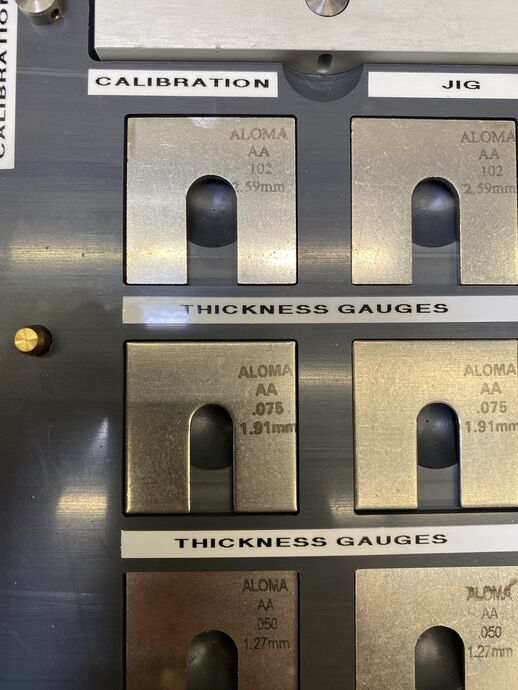 CALIBRATION
CALIBRATION
JIG
ALOMA
AA
.102
2.59mm
ALOMA
AA
.102
2.59mm
THICKNESS GAUGES
ALOMA
AA
.075
1.91mm
ALOMA
AA
.075
1.91mm
THICKNESS GAUGES
ALOMA
AA
.050
1.27mm
ALOMA
AA
.050
1.27mm